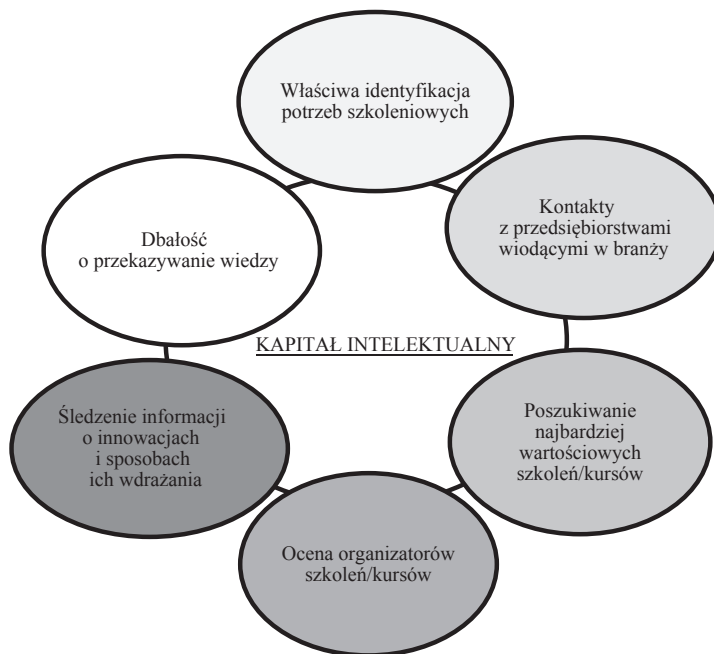 Właściwa identyfikacja
potrzeb szkoleniowych
Kontakty
z przedsiębiorstwami
wiodącymi w branży
Dbałość
o przekazywanie wiedzy
KAPITAŁ INTELEKTUALNY
Śledzenie informacji
o innowacjach
i sposobach
ich wdrażania
Poszukiwanie
najbardziej
wartościowych
szkoleń/kursów
Ocena organizatorów
szkoleń/kursów